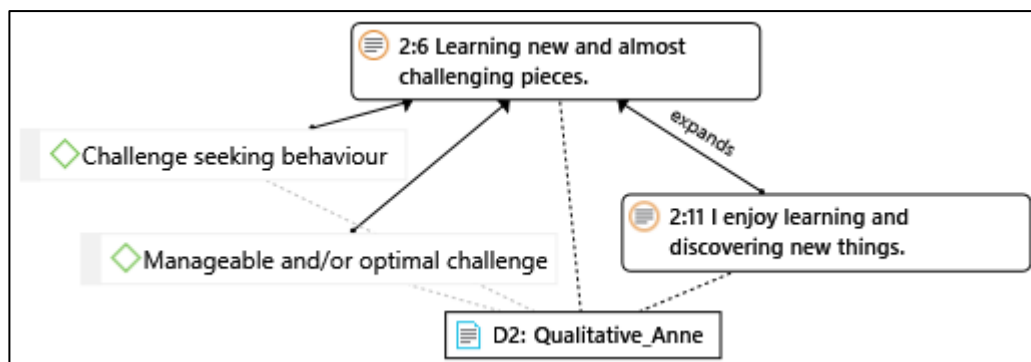 2:6 Learning new and almost
challenging pieces.
expands
Challenge seeking behaviour
2:11 I enjoy learning and
discovering new things.
Manageable and/or optimal challenge
D2: Qualitative_Anne